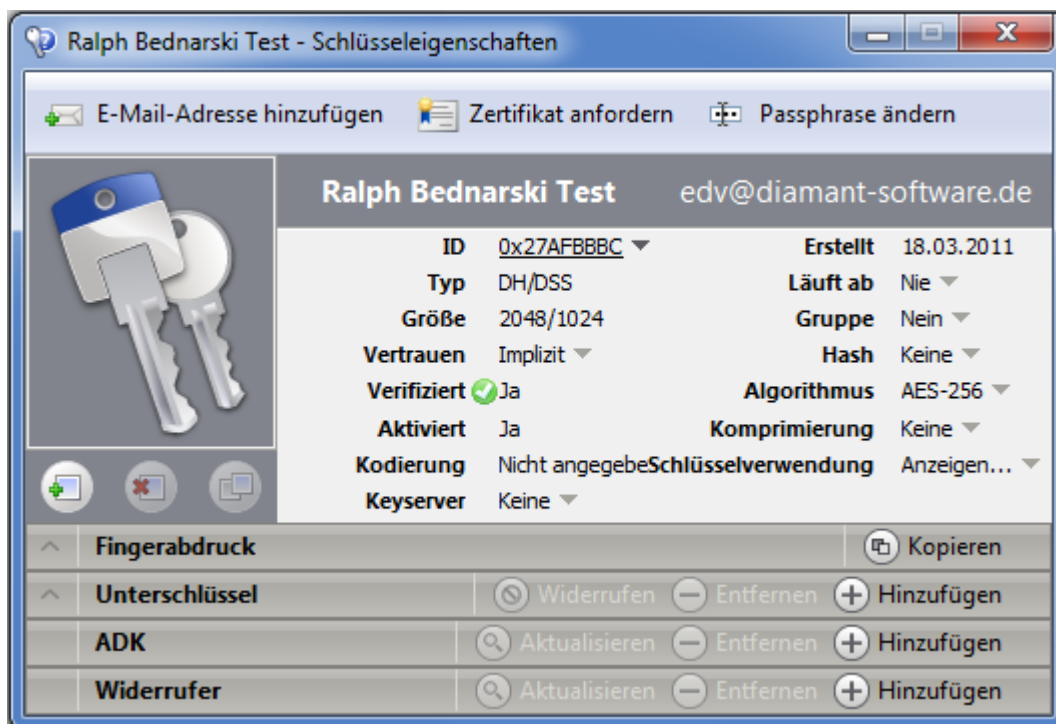 Ralph Bednarski Test - Schlüsseleigenschaften
E-Mail-Adresse hinzufügen Zertifikat anfordern Passphrase ändern
Ralph Bednarski Test edv@diamant-software.de
ID 0x27AFBBBC Erstellt 18.03.2011
Typ DH/DSS Läuft ab Nie
Größe 2048/1024 Gruppe Nein
Vertrauen Implizit Hash Keine
Verifiziert Ja Algorithmus AES-256
Aktiviert Ja Komprimierung Keine
Kodierung Nicht angegebe Schlüsselverwendung Anzeigen...
Keyserver Keine
Fingerabdruck Kopieren
Unterschlüssel Widerrufen Entfernen Hinzufügen
ADK Aktualisieren Entfernen Hinzufügen
Widerrufer Aktualisieren Entfernen Hinzufügen